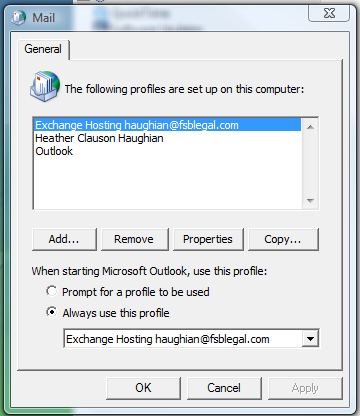 Mail
General
The following profiles are set up on this computer:
Exchange Hosting haughian@fsblegal.com
Heather Clauson Haughian
Outlook
Add... Remove Properties Copy...
When starting Microsoft Outlook, use this profile:
Prompt for a profile to be used
Always use this profile
Exchange Hosting haughian@fsblegal.com
OK Cancel Apply